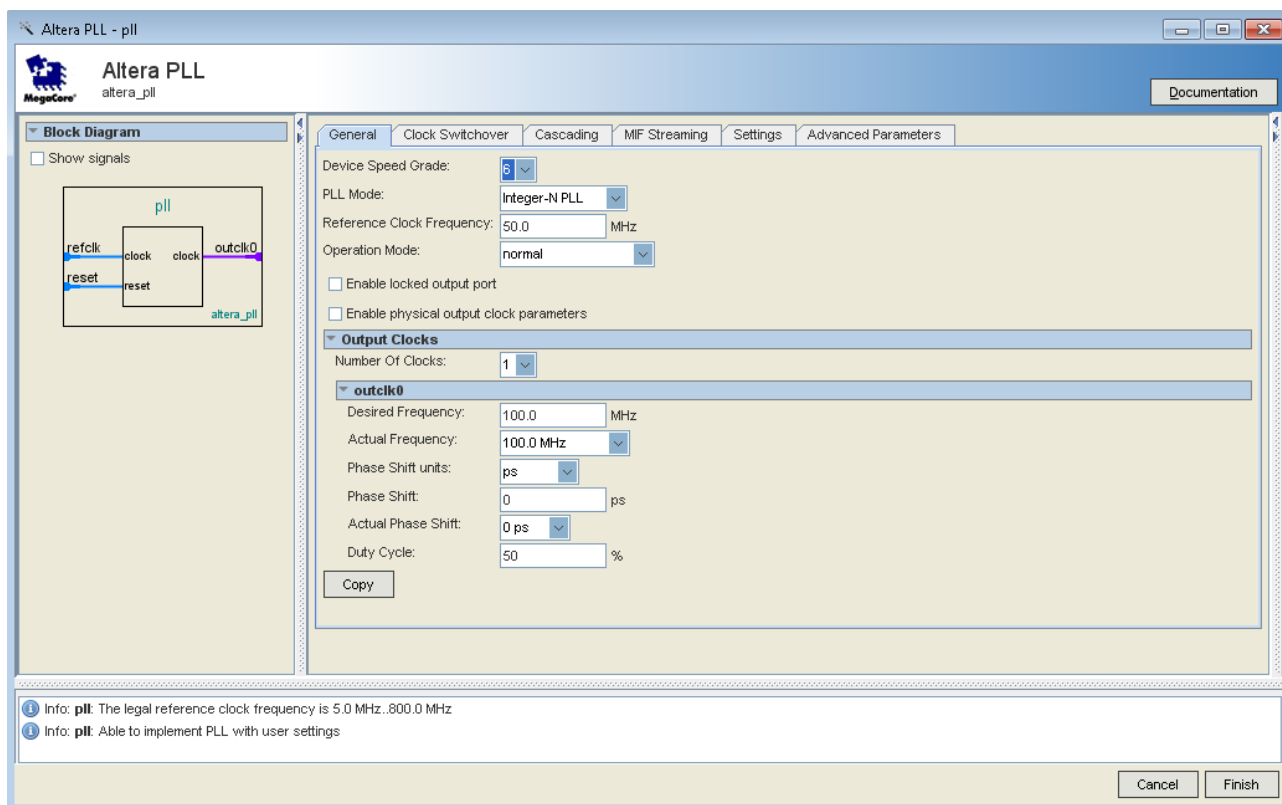 Altera PLL - pll
Altera PLL
altera_pll
MegaCore®
Documentation
Block Diagram
Show signals
pll
refclk
clock
clock
outclk0
reset
reset
altera_pll
General
Clock Switchover
Cascading
MIF Streaming
Settings
Advanced Parameters
Device Speed Grade:
6
PLL Mode:
Integer-N PLL
Reference Clock Frequency:
50.0
MHz
Operation Mode:
normal
Enable locked output port
Enable physical output clock parameters
Output Clocks
Number Of Clocks:
1
outclk0
Desired Frequency:
100.0
MHz
Actual Frequency:
100.0 MHz
Phase Shift units:
ps
Phase Shift:
0
ps
Actual Phase Shift:
0 ps
Duty Cycle:
50
%
Copy
Info: pll: The legal reference clock frequency is 5.0 MHz..800.0 MHz
Info: pll: Able to implement PLL with user settings
Cancel
Finish